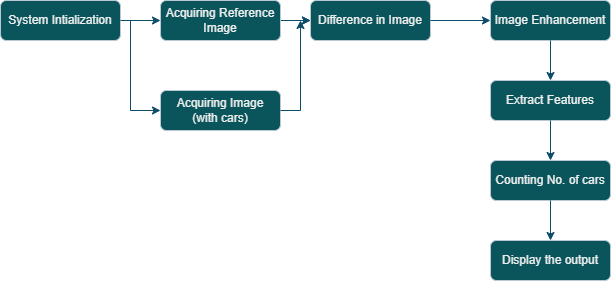 System Intialization
Acquiring Reference
Image
Difference in Image
Image Enhancement
Acquiring Image
(with cars)
Extract Features
Counting No. of cars
Display the output